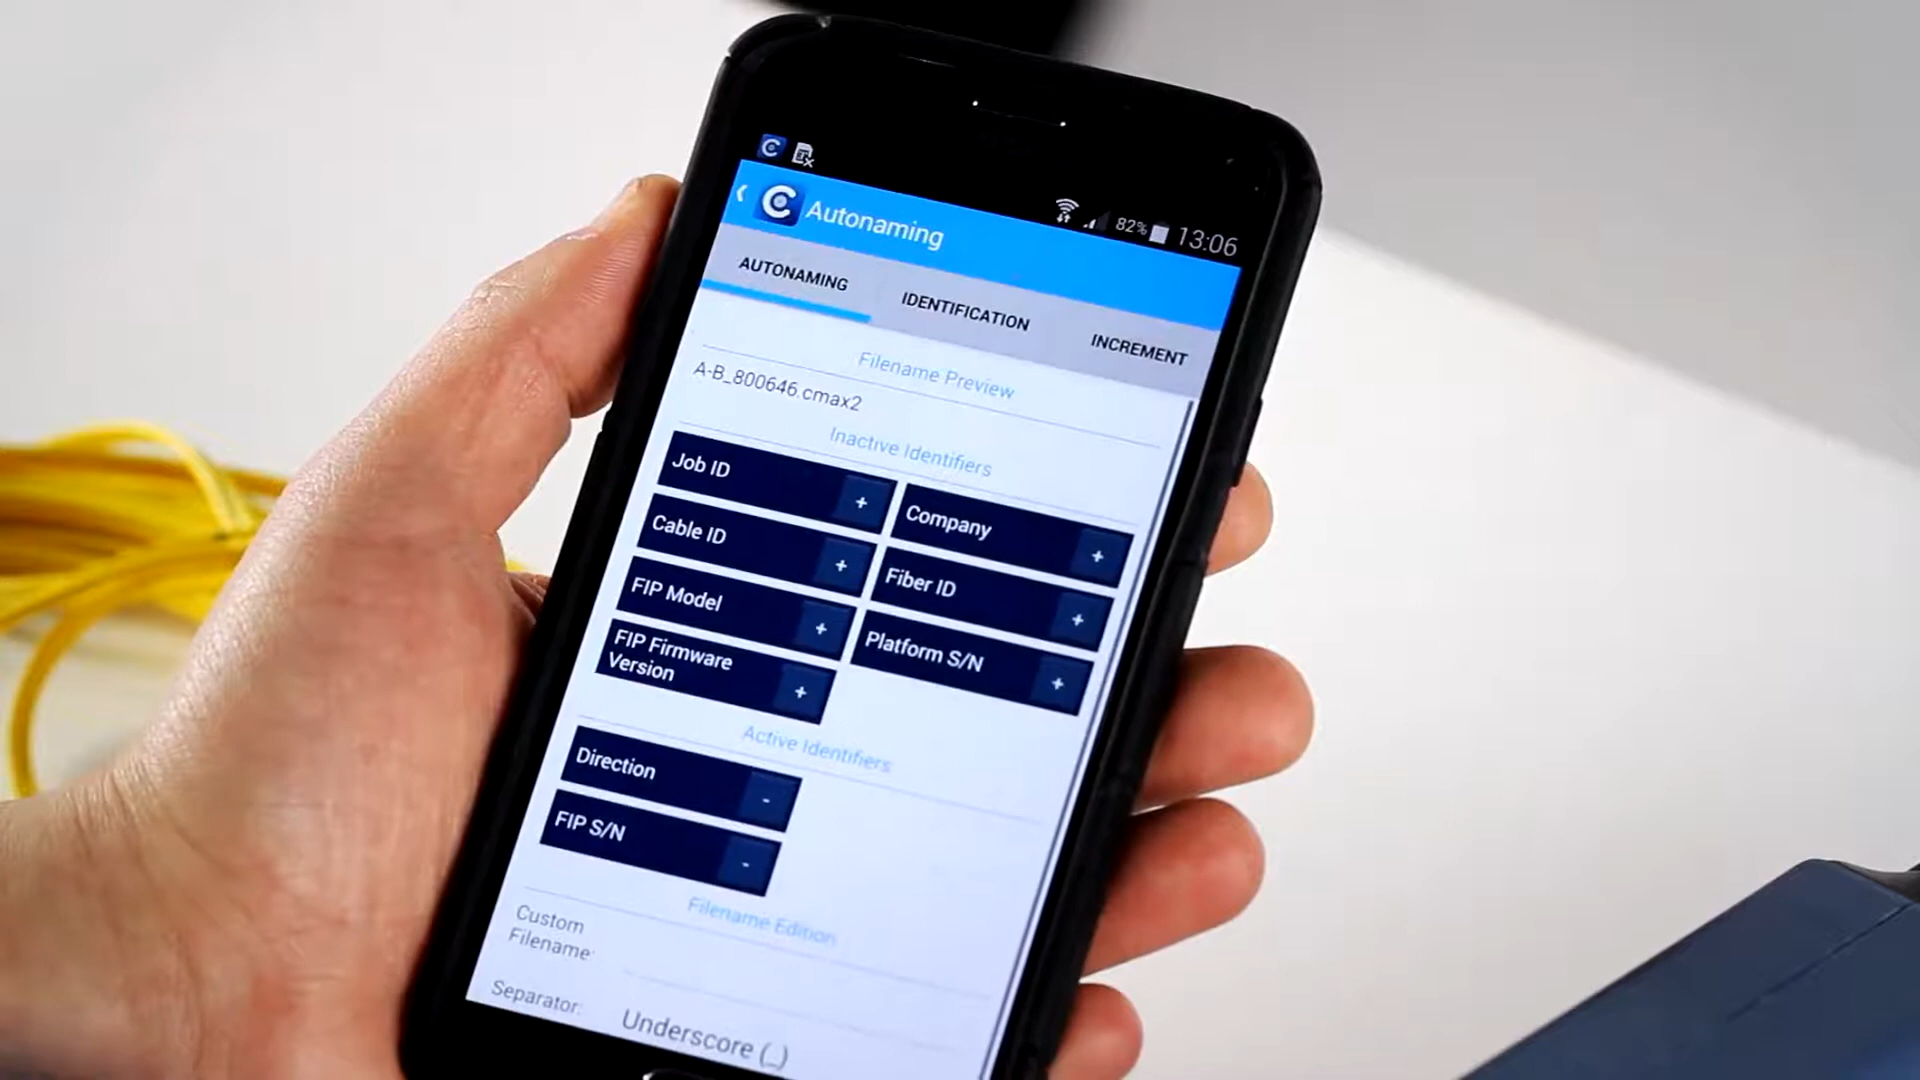 82% 13:06
Autonaming
AUTONAMING IDENTIFICATION INCREMENT
Filename Preview
A-B_800646.cmax2
Inactive Identifiers
Job ID +
Company +
Cable ID +
Fiber ID +
FIP Model +
Platform S/N +
FIP Firmware
Version +
Active Identifiers
Direction -
FIP S/N -
Filename Edition
Custom
Filename:
Separator: Underscore (_)